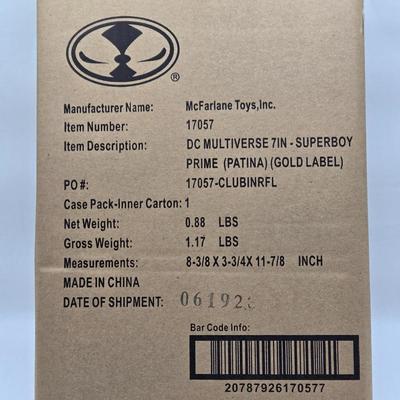 ®
Manufacturer Name: McFarlane Toys,Inc.
Item Number: 17057
Item Description: DC MULTIVERSE 7IN - SUPERBOY
PRIME (PATINA) (GOLD LABEL)
PO#: 17057-CLUBINRFL
Case Pack-Inner Carton: 1
Net Weight: 0.88 LBS
Gross Weight: 1.17 LBS
Measurements: 8-3/8 X 3-3/4X 11-7/8 INCH
MADE IN CHINA
DATE OF SHIPMENT: 061923
Bar Code Info:
20787926170577